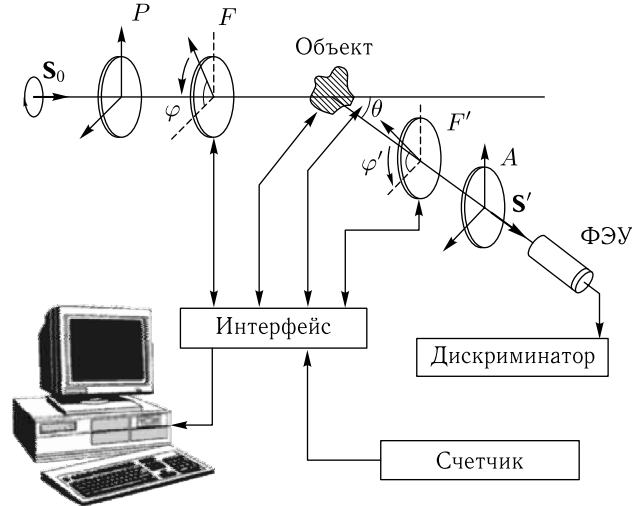 P
F
S₀
φ
Объект
θ
F′
φ′
A
S′
ФЭУ
Интерфейс
Дискриминатор
Счетчик